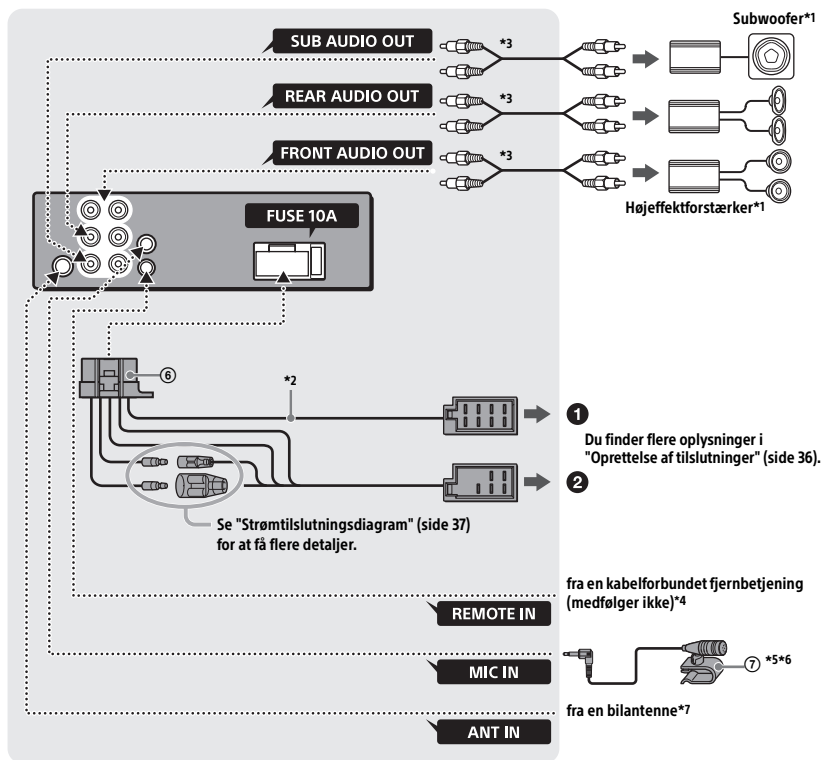 Subwoofer*1
SUB AUDIO OUT
*3
REAR AUDIO OUT
*3
FRONT AUDIO OUT
*3
Højeffektforstærker*1
FUSE 10A
⑥
*2
❶
Du finder flere oplysninger i
"Oprettelse af tilslutninger" (side 36).
❷
Se "Strømtilslutningsdiagram" (side 37)
for at få flere detaljer.
fra en kabelforbundet fjernbetjening
(medfølger ikke)*4
REMOTE IN
MIC IN
⑦ *5*6
fra en bilantenne*7
ANT IN